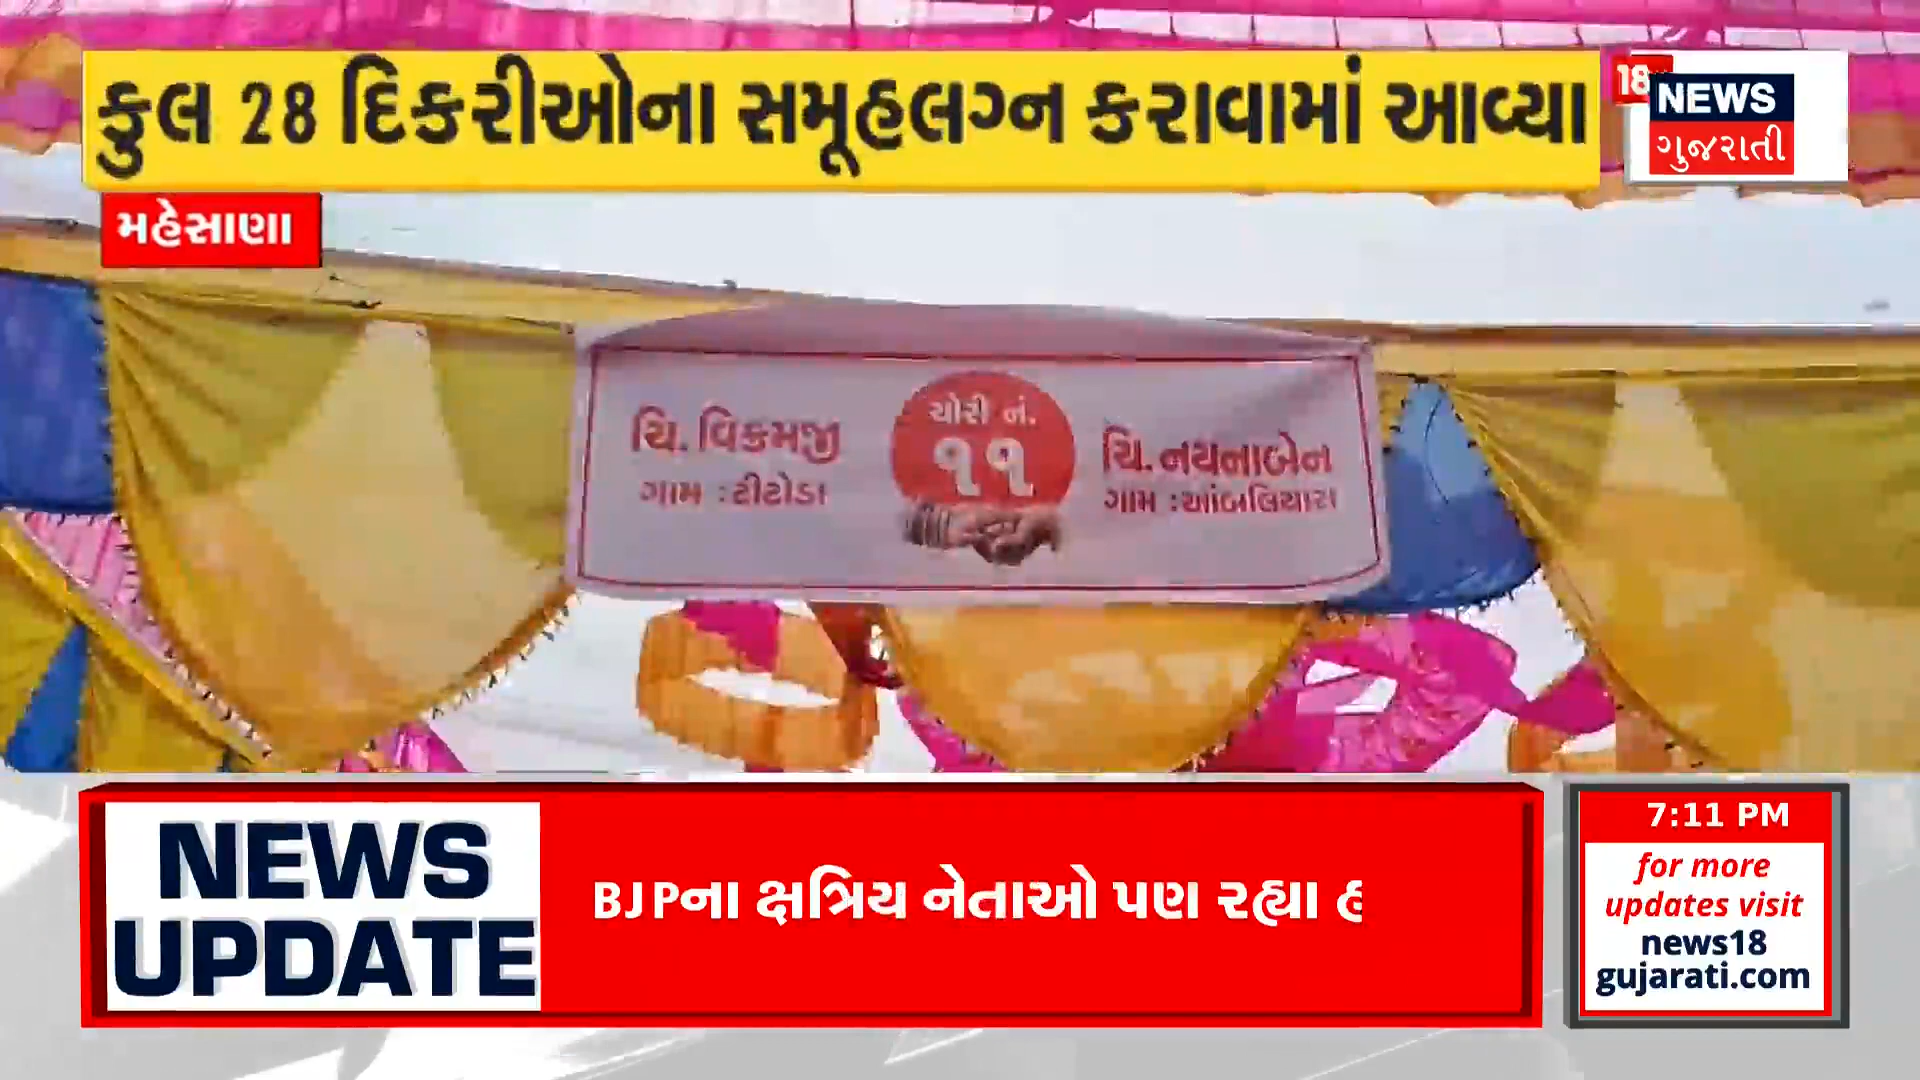 કુલ 28 દિકરીઓના સમૂહલગ્ન કરાવામાં આવ્યા
18
NEWS
ગુજરાતી
મહેસાણા
ચિ. વિક્રમજી
ગામ : ટીટોડા
ચોરી નં.
૧૧
ચિ. નયનાબેન
ગામ : આંબલિયારા
NEWS
UPDATE
BJPના ક્ષત્રિય નેતાઓ પણ રહ્યા હ
7:11 PM
for more
updates visit
news18
gujarati.com